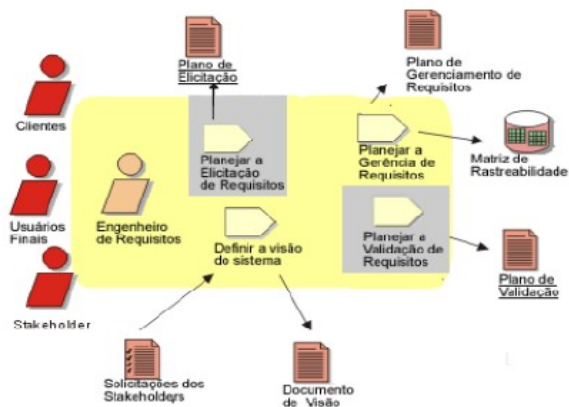 Plano de
Elicitação
Plano de
Gerenciamento de
Requisitos
Clientes
Planejar a
Elicitação
de Requisitos
Planejar a
Gerência de
Requisitos
Matriz de
Rastreabilidade
Usuários
Finais
Engenheiro
de Requisitos
Definir a visão
do sistema
Planejar a
Validação de
Requisitos
Plano de
Validação
Stakeholder
Solicitações dos
Stakeholders
Documento
de Visão